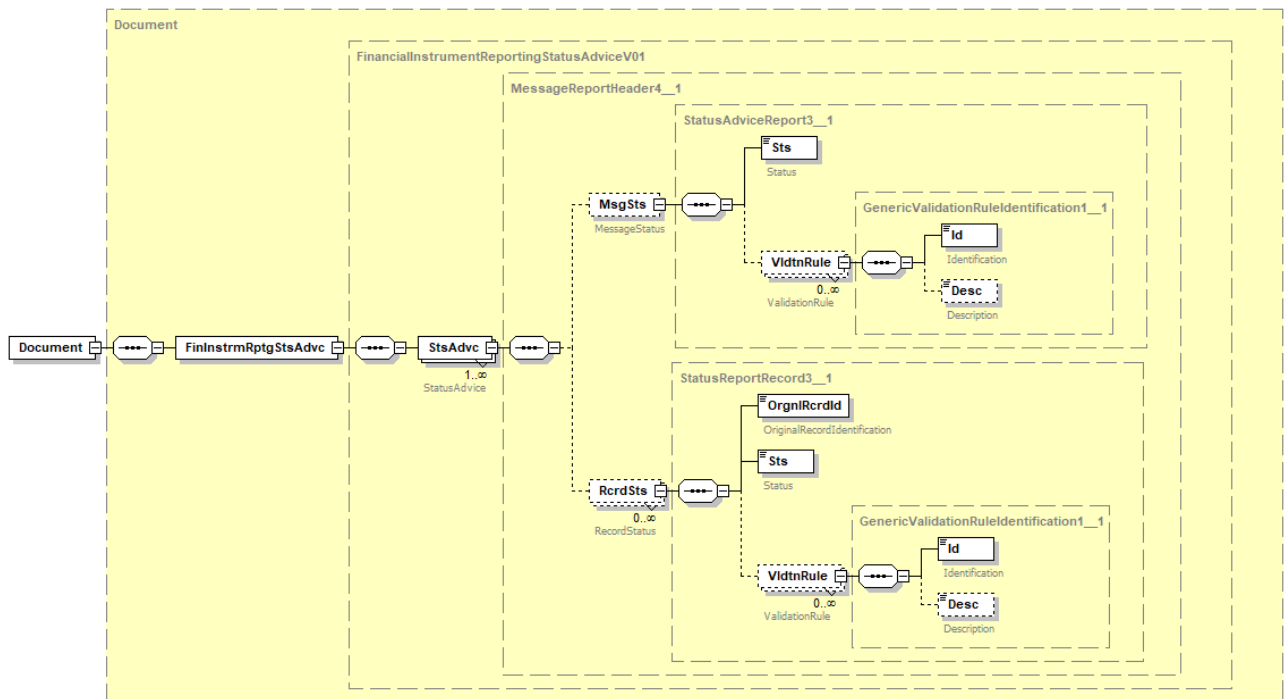 Document
FinancialInstrumentReportingStatusAdviceV01
MessageReportHeader4__1
StatusAdviceReport3__1
Sts
Status
MsgSts
MessageStatus
GenericValidationRuleIdentification1__1
Id
Identification
VldtnRule
0..∞
ValidationRule
Desc
Description
Document
FinInstrmRptgStsAdvc
StsAdvc
1..∞
StatusAdvice
StatusReportRecord3__1
OrgnlRcrdId
OriginalRecordIdentification
Sts
Status
RcrdSts
0..∞
RecordStatus
GenericValidationRuleIdentification1__1
Id
Identification
VldtnRule
0..∞
ValidationRule
Desc
Description